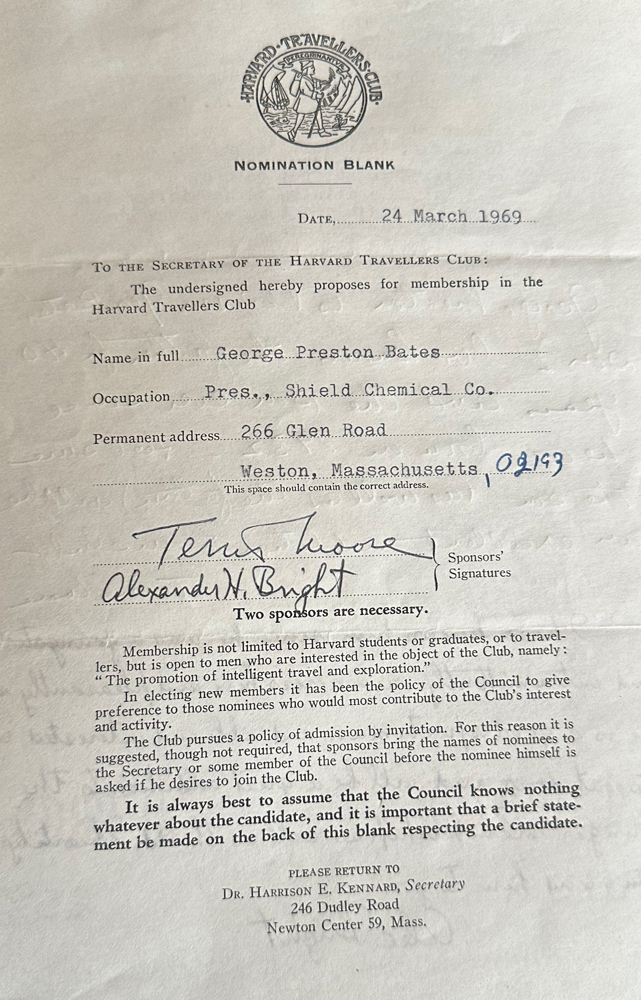 HARVARD·TRAVELLERS·CLUB·
NOMINATION BLANK
DATE, 24 March 1969
TO THE SECRETARY OF THE HARVARD TRAVELLERS CLUB:
The undersigned hereby proposes for membership in the
Harvard Travellers Club
Name in full George Preston Bates
Occupation Pres., Shield Chemical Co.
Permanent address 266 Glen Road
Weston, Massachusetts, 02193
This space should contain the correct address.
Terris Moore
Alexander H. Bright
Sponsors'
Signatures
Two sponsors are necessary.
Membership is not limited to Harvard students or graduates, or to travel-
lers, but is open to men who are interested in the object of the Club, namely:
"The promotion of intelligent travel and exploration."
In electing new members it has been the policy of the Council to give
preference to those nominees who would most contribute to the Club's interest
and activity.
The Club pursues a policy of admission by invitation. For this reason it is
suggested, though not required, that sponsors bring the names of nominees to
the Secretary or some member of the Council before the nominee himself is
asked if he desires to join the Club.
It is always best to assume that the Council knows nothing
whatever about the candidate, and it is important that a brief state-
ment be made on the back of this blank respecting the candidate.
PLEASE RETURN TO
DR. HARRISON E. KENNARD, Secretary
246 Dudley Road
Newton Center 59, Mass.